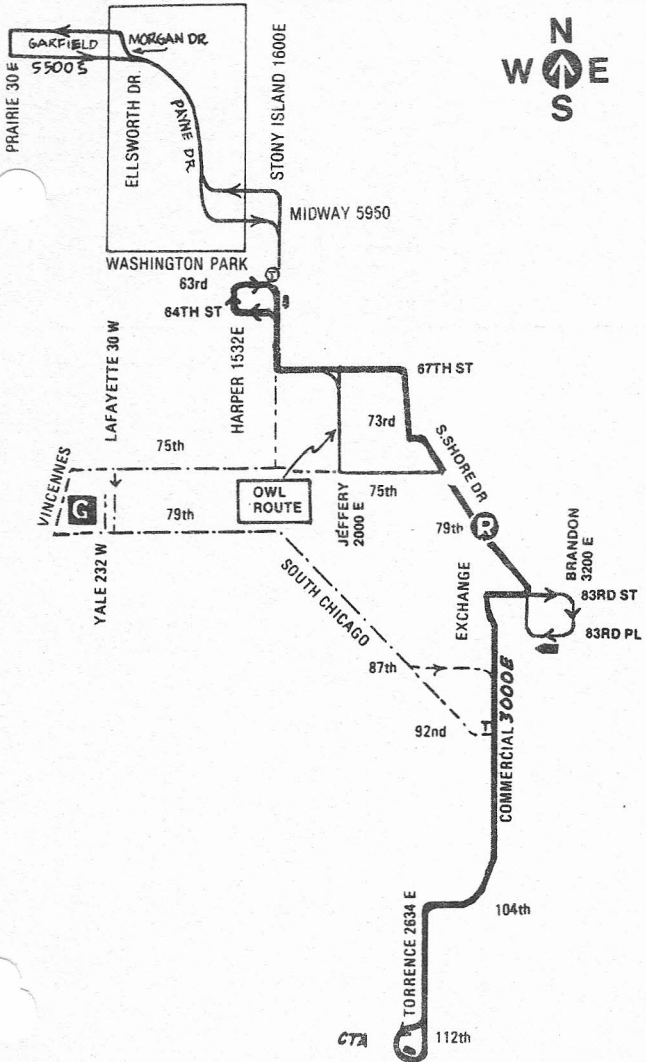 N
W E
S
GARFIELD
MORGAN DR
5500 S
PRAIRIE 30 E
ELLSWORTH DR.
PAYNE DR
STONY ISLAND 1600E
MIDWAY 5950
WASHINGTON PARK
63rd
T
64TH ST
LAFAYETTE 30 W
HARPER 1532E
67TH ST
73rd
75th
S.SHORE DR
VINCENNES
G
79th
OWL
ROUTE
JEFFERY
2000 E
75th
79th
R
YALE 232 W
SOUTH CHICAGO
EXCHANGE
BRANDON
3200 E
83RD ST
83RD PL
87th
92nd
T
COMMERCIAL 3000E
104th
TORRENCE 2634 E
CTA
112th